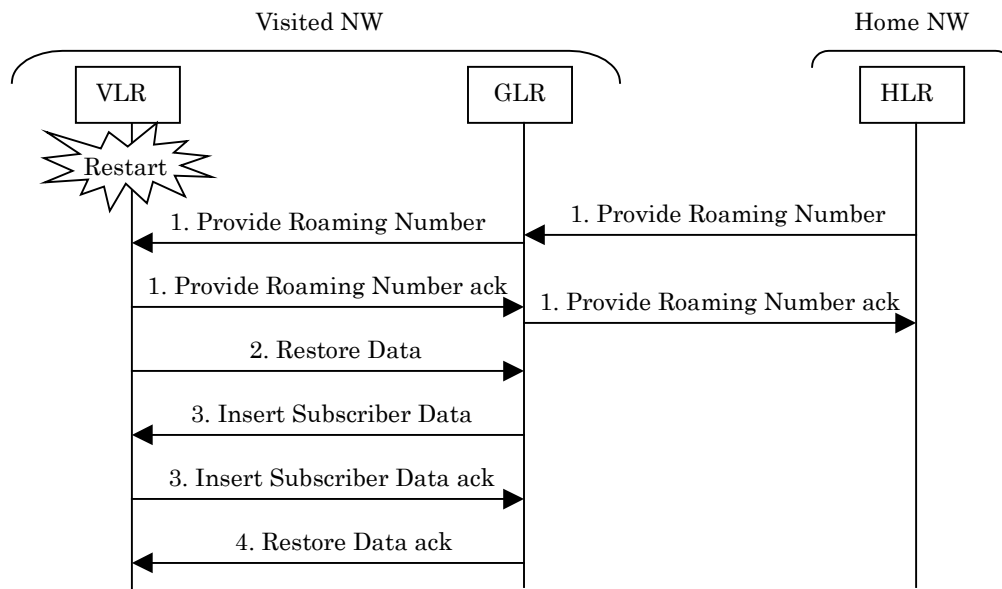 Visited NW
Home NW
VLR
GLR
HLR
Restart
1. Provide Roaming Number
1. Provide Roaming Number
1. Provide Roaming Number ack
1. Provide Roaming Number ack
2. Restore Data
3. Insert Subscriber Data
3. Insert Subscriber Data ack
4. Restore Data ack